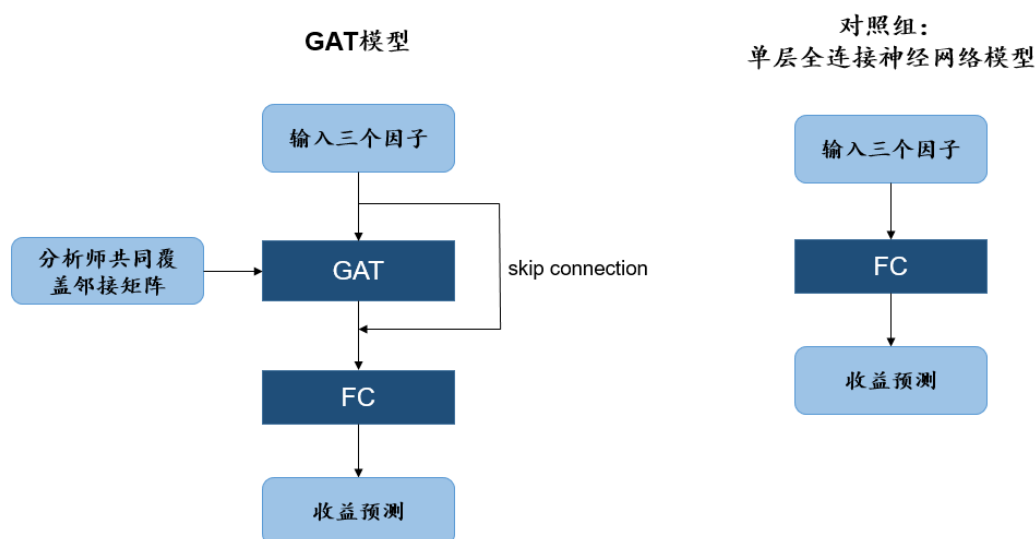 GAT模型
输入三个因子
分析师共同覆
盖邻接矩阵
GAT
skip connection
FC
收益预测
对照组：
单层全连接神经网络模型
输入三个因子
FC
收益预测